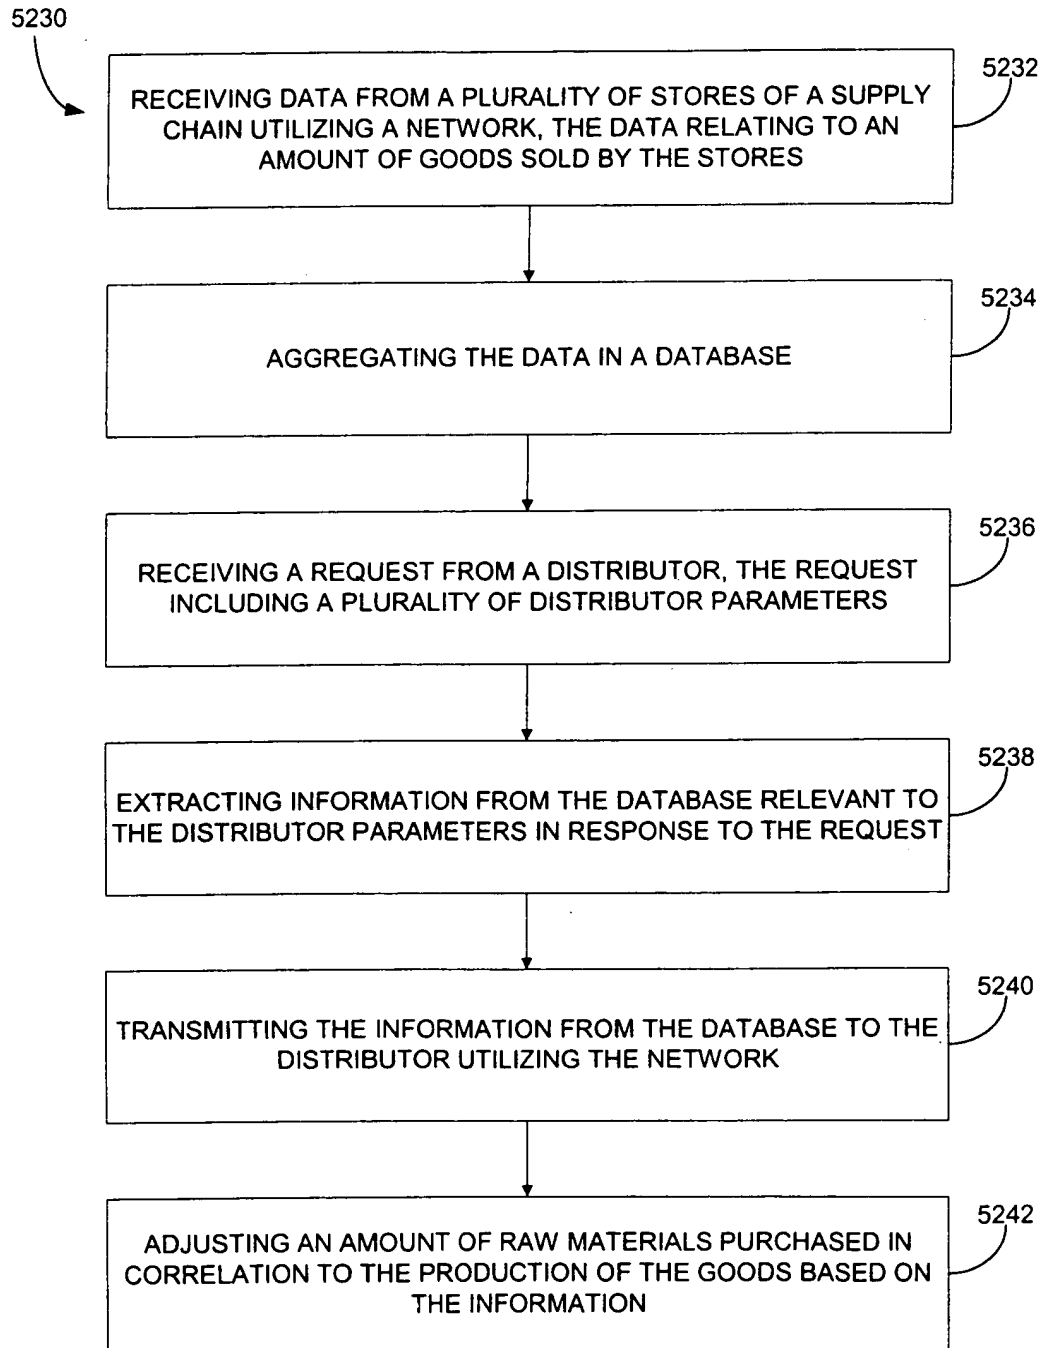 5230
5232
RECEIVING DATA FROM A PLURALITY OF STORES OF A SUPPLY
CHAIN UTILIZING A NETWORK, THE DATA RELATING TO AN
AMOUNT OF GOODS SOLD BY THE STORES
5234
AGGREGATING THE DATA IN A DATABASE
5236
RECEIVING A REQUEST FROM A DISTRIBUTOR, THE REQUEST
INCLUDING A PLURALITY OF DISTRIBUTOR PARAMETERS
5238
EXTRACTING INFORMATION FROM THE DATABASE RELEVANT TO
THE DISTRIBUTOR PARAMETERS IN RESPONSE TO THE REQUEST
5240
TRANSMITTING THE INFORMATION FROM THE DATABASE TO THE
DISTRIBUTOR UTILIZING THE NETWORK
5242
ADJUSTING AN AMOUNT OF RAW MATERIALS PURCHASED IN
CORRELATION TO THE PRODUCTION OF THE GOODS BASED ON
THE INFORMATION